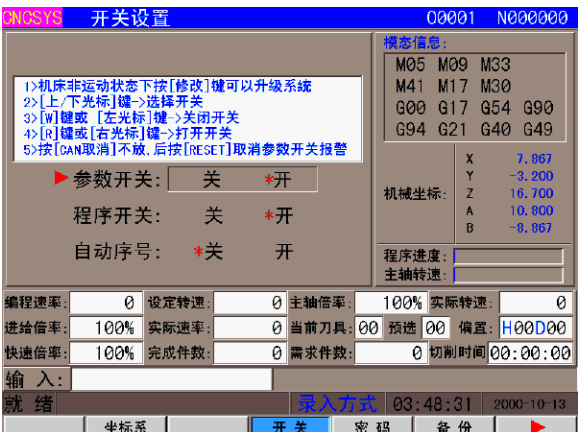 CNCSYS 开关设置 O0001 N000000
1>机床非运动状态下按[修改]键可以升级系统
2>[上/下光标]键->选择开关
3>[W]键或 [左光标]键->关闭开关
4>[R]键或[右光标]键->打开开关
5>按[CAN取消]不放,后按[RESET]取消参数开关报警
参数开关: 关 *开
程序开关: 关 *开
自动序号: *关 开
模态信息:
M05 M09 M33
M41 M17 M30
G00 G17 G54 G90
G94 G21 G40 G49
机械坐标:
X 7.867
Y -3.200
Z 16.700
A 10.800
B -8.867
程序进度:
主轴转速:
编程速率: 0 设定转速: 0 主轴倍率: 100% 实际转速: 0
进给倍率: 100% 实际速率: 0 当前刀具: 00 预选 00 偏置: H00D00
快速倍率: 100% 完成件数: 0 需求件数: 0 切削时间 00:00:00
输 入:
就 绪 录入方式 03:48:31 2000-10-13
坐标系 开 关 密 码 备 份